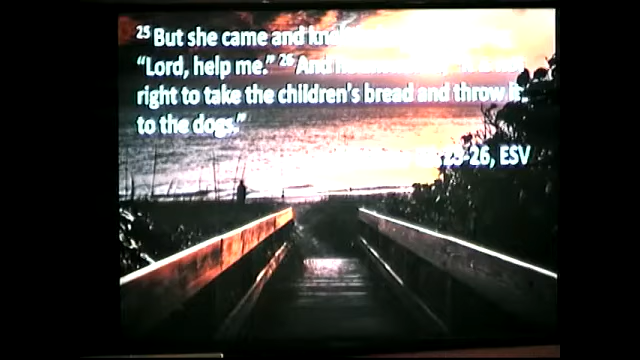 25 But she came and
"Lord, help me." 26 And
right to take the children's bread and throw it
to the dogs."
25-26, ESV